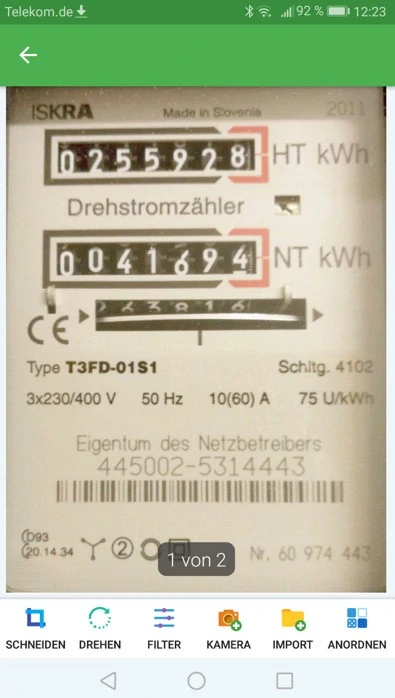 Telekom.de 92 % 12:23
ISKRA Made in Slovenia 2011
0255928 HT kWh
Drehstromzähler
0041694 NT kWh
CE
Type T3FD-01S1 Schltg. 4102
3x230/400 V 50 Hz 10(60) A 75 U/kWh
Eigentum des Netzbetreibers
445002-5314443
D93
20.14.34 2
1 von 2
Nr. 60 974 443
SCHNEIDEN DREHEN FILTER KAMERA IMPORT ANORDNEN